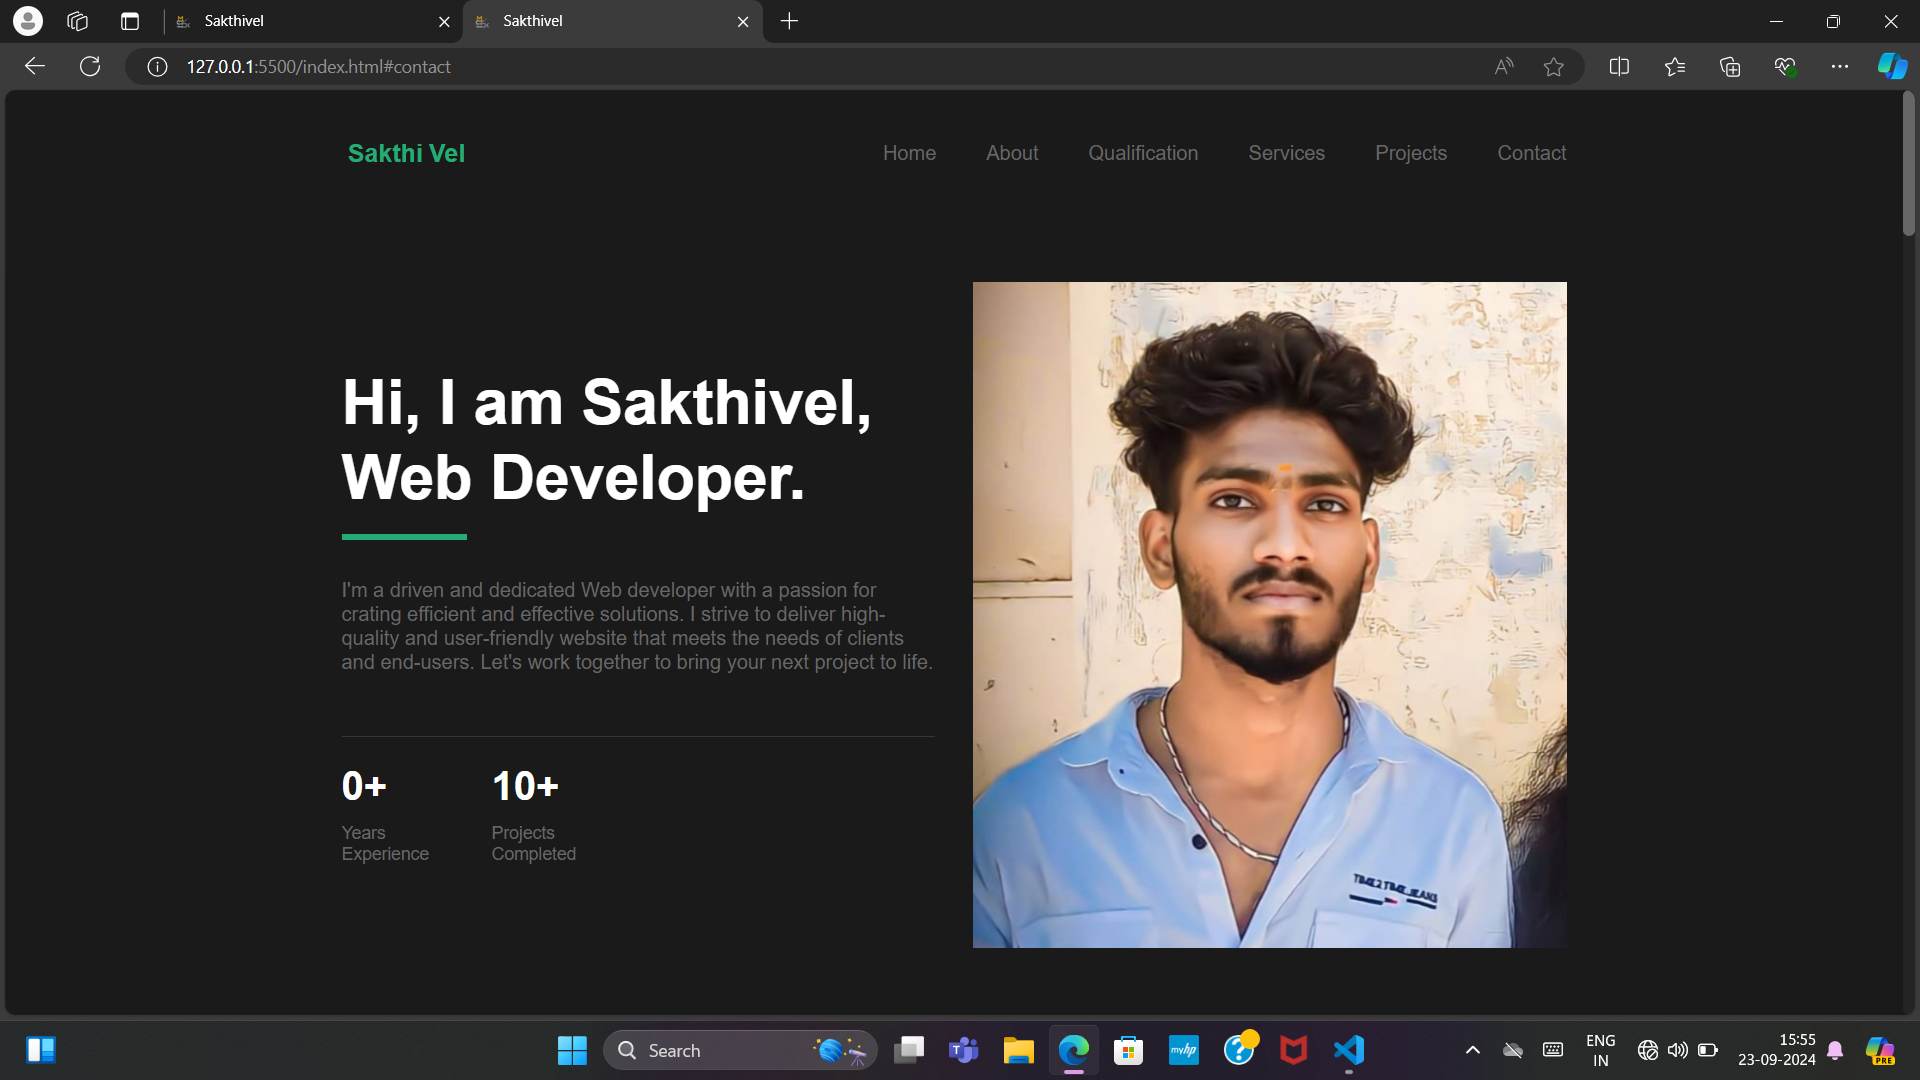 Sakthivel
Sakthivel
127.0.0.1:5500/index.html#contact
Sakthi Vel
Home About Qualification Services Projects Contact
Hi, I am Sakthivel,
Web Developer.
I'm a driven and dedicated Web developer with a passion for
crating efficient and effective solutions. I strive to deliver high-
quality and user-friendly website that meets the needs of clients
and end-users. Let's work together to bring your next project to life.
0+
Years
Experience
10+
Projects
Completed
TIME2TIME JEANS
Search
myhp
ENG
IN
15:55
23-09-2024
PRE